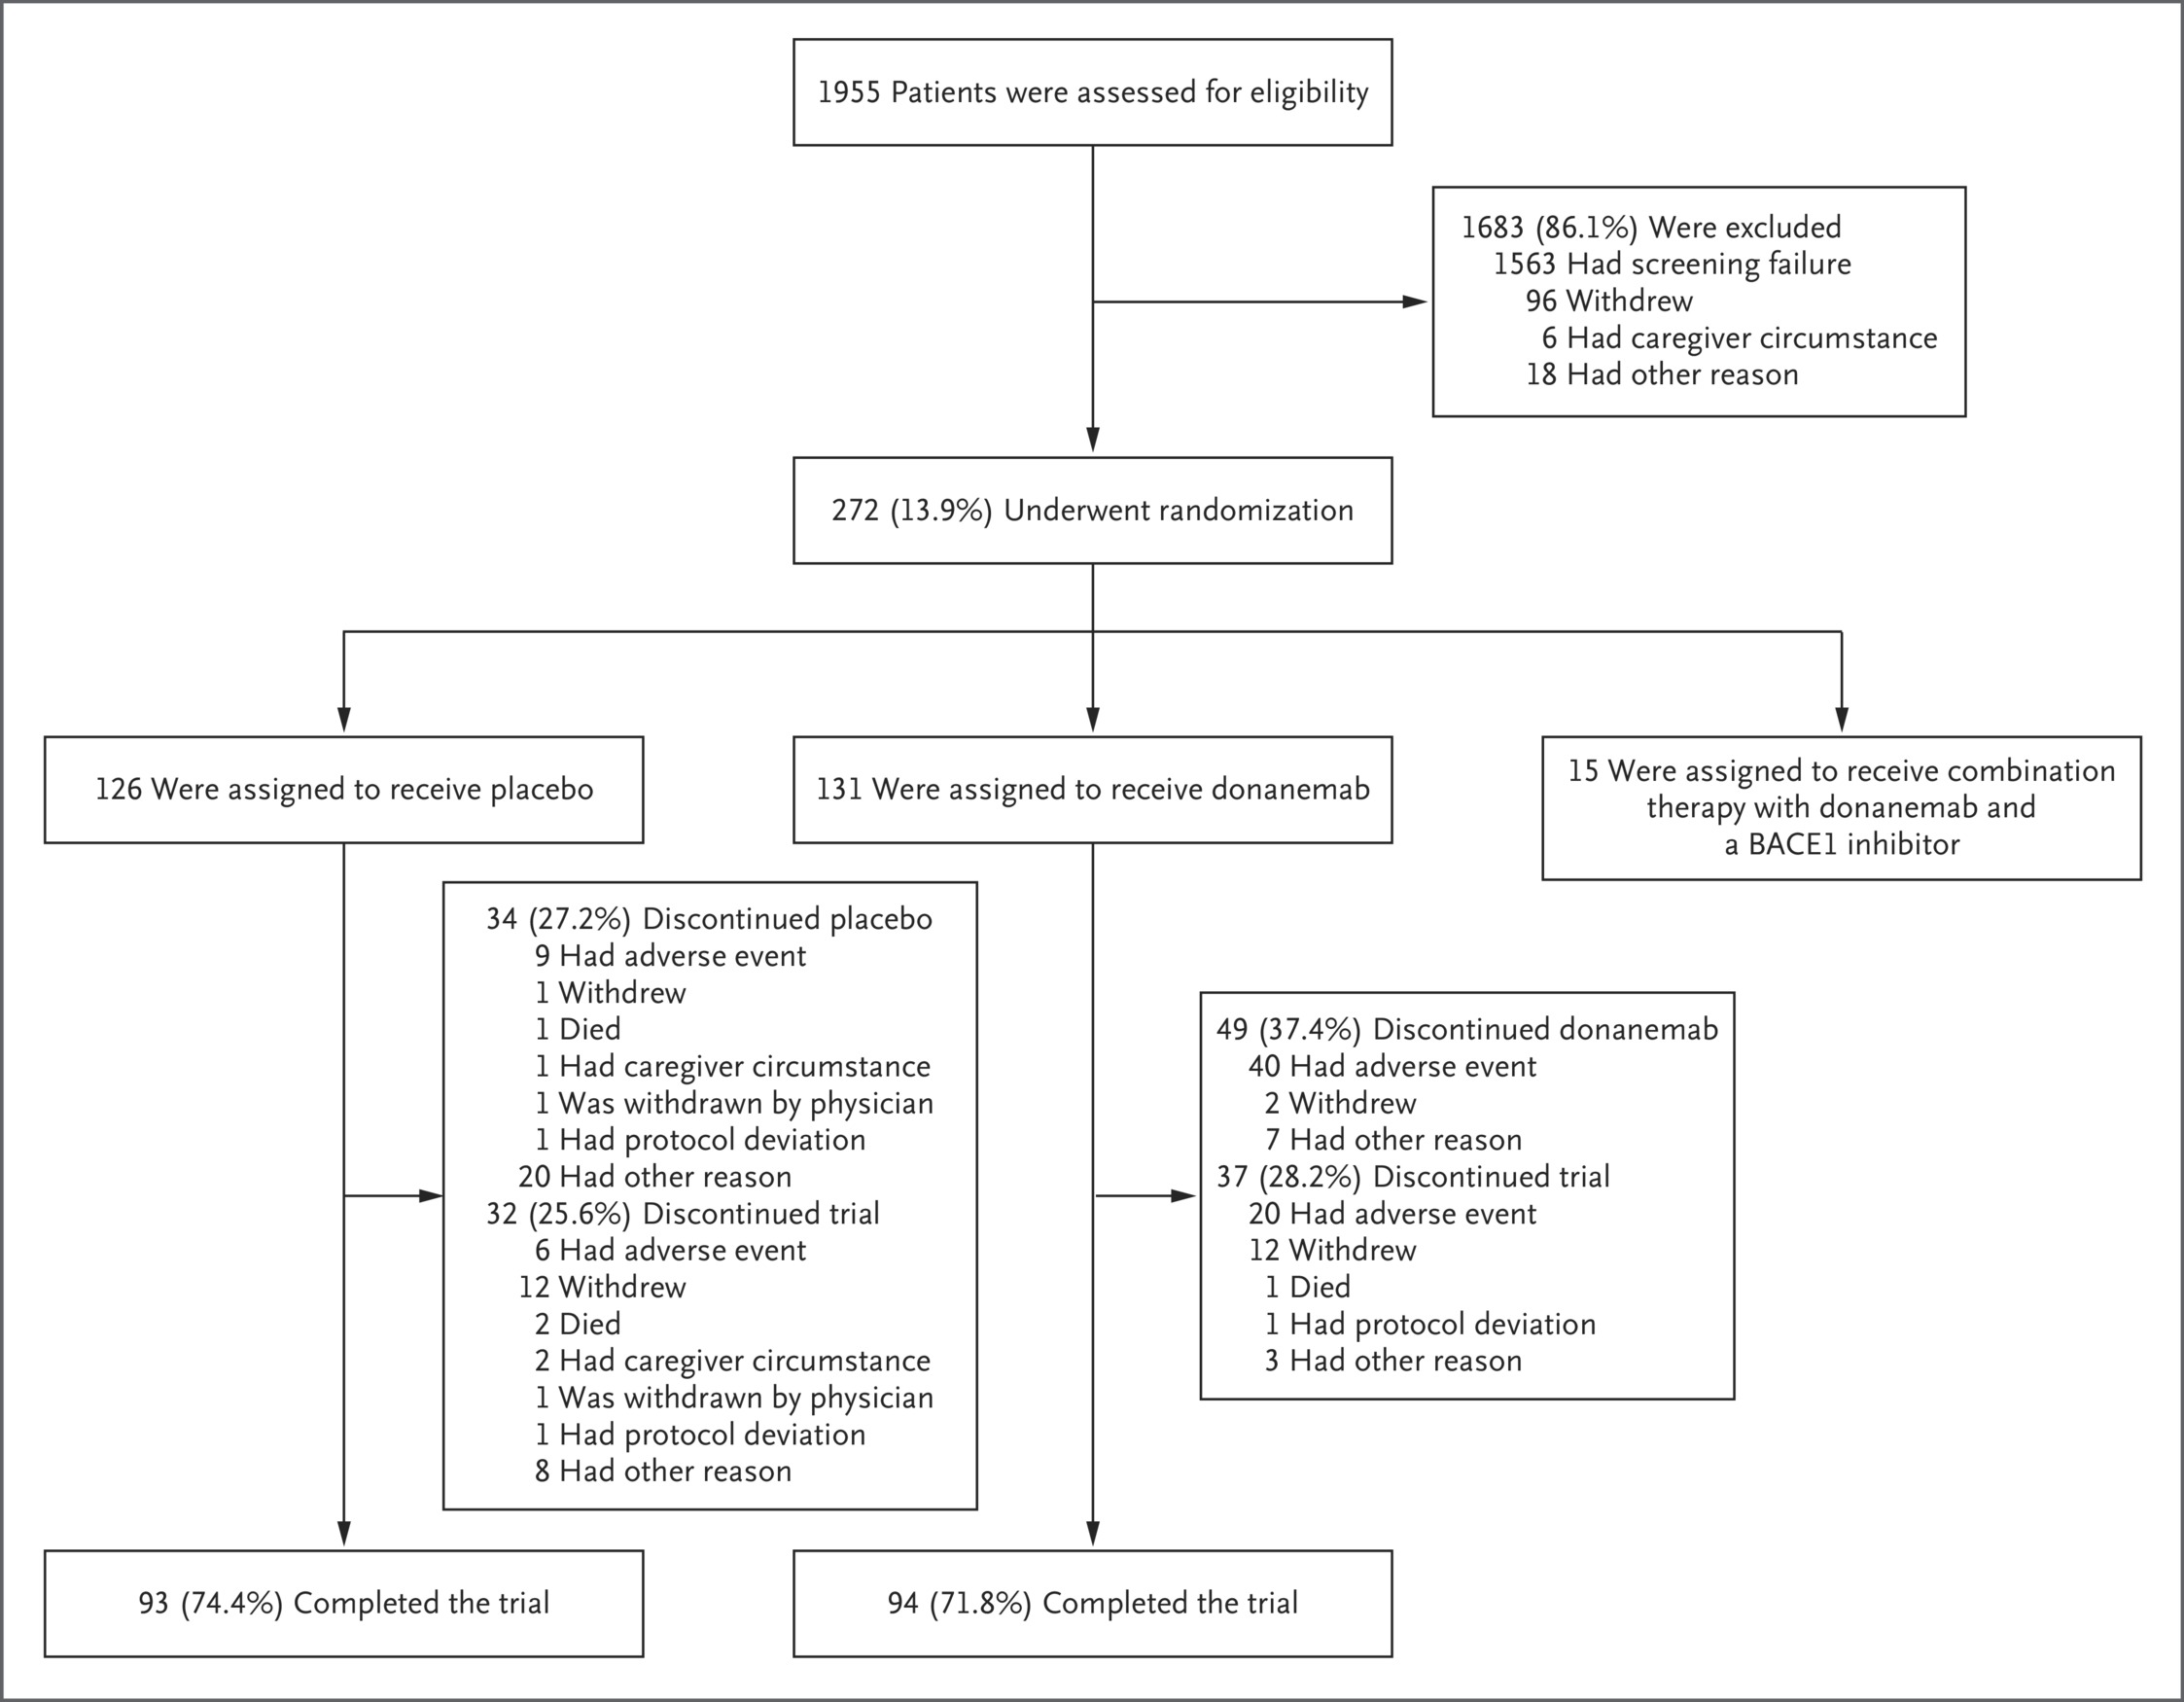 1955 Patients were assessed for eligibility
1683 (86.1%) Were excluded
1563 Had screening failure
96 Withdrew
6 Had caregiver circumstance
18 Had other reason
272 (13.9%) Underwent randomization
126 Were assigned to receive placebo
131 Were assigned to receive donanemab
15 Were assigned to receive combination
therapy with donanemab and
a BACE1 inhibitor
34 (27.2%) Discontinued placebo
9 Had adverse event
1 Withdrew
1 Died
1 Had caregiver circumstance
1 Was withdrawn by physician
1 Had protocol deviation
20 Had other reason
32 (25.6%) Discontinued trial
6 Had adverse event
12 Withdrew
2 Died
2 Had caregiver circumstance
1 Was withdrawn by physician
1 Had protocol deviation
8 Had other reason
49 (37.4%) Discontinued donanemab
40 Had adverse event
2 Withdrew
7 Had other reason
37 (28.2%) Discontinued trial
20 Had adverse event
12 Withdrew
1 Died
1 Had protocol deviation
3 Had other reason
93 (74.4%) Completed the trial
94 (71.8%) Completed the trial